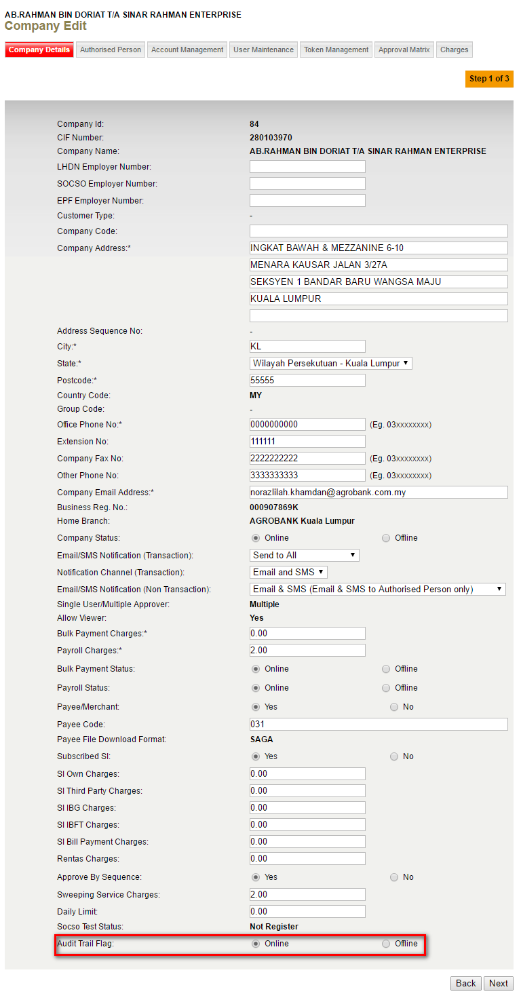 AB.RAHMAN BIN DORIAT T/A SINAR RAHMAN ENTERPRISE
Company Edit
Company Details Authorised Person Account Management User Maintenance Token Management Approval Matrix Charges
Step 1 of 3
Company Id: 84
CIF Number: 280103970
Company Name: AB.RAHMAN BIN DORIAT T/A SINAR RAHMAN ENTERPRISE
LHDN Employer Number:
SOCSO Employer Number:
EPF Employer Number:
Customer Type: -
Company Code:
Company Address:* INGKAT BAWAH & MEZZANINE 6-10
MENARA KAUSAR JALAN 3/27A
SEKSYEN 1 BANDAR BARU WANGSA MAJU
KUALA LUMPUR
Address Sequence No: -
City:* KL
State:* Wilayah Persekutuan - Kuala Lumpur
Postcode:* 55555
Country Code: MY
Group Code: -
Office Phone No:* 0000000000 (Eg. 03xxxxxxxx)
Extension No: 111111
Company Fax No: 2222222222 (Eg. 03xxxxxxxx)
Other Phone No: 3333333333 (Eg. 03xxxxxxxx)
Company Email Address:* norazlilah.khamdan@agrobank.com.my
Business Reg. No.: 000907869K
Home Branch: AGROBANK Kuala Lumpur
Company Status: Online Offline
Email/SMS Notification (Transaction): Send to All
Notification Channel (Transaction): Email and SMS
Email/SMS Notification (Non Transaction): Email & SMS (Email & SMS to Authorised Person only)
Single User/Multiple Approver: Multiple
Allow Viewer: Yes
Bulk Payment Charges:* 0.00
Payroll Charges:* 2.00
Bulk Payment Status: Online Offline
Payroll Status: Online Offline
Payee/Merchant: Yes No
Payee Code: 031
Payee File Download Format: SAGA
Subscribed SI: Yes No
SI Own Charges: 0.00
SI Third Party Charges: 0.00
SI IBG Charges: 0.00
SI IBFT Charges: 0.00
SI Bill Payment Charges: 0.00
Rentas Charges: 0.00
Approve By Sequence: Yes No
Sweeping Service Charges: 2.00
Daily Limit: 0.00
Socso Test Status: Not Register
Audit Trail Flag: Online Offline
Back Next